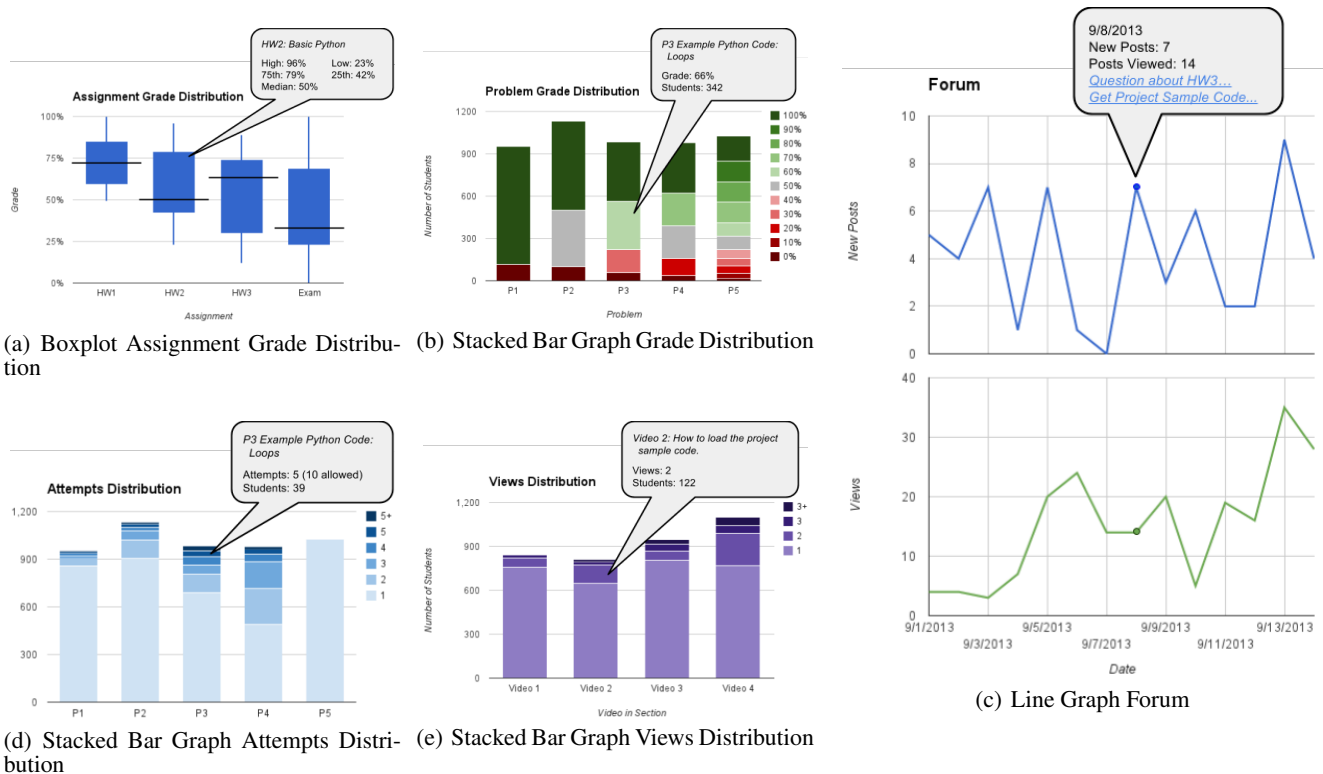 HW2: Basic Python
High: 96% Low: 23%
75th: 79% 25th: 42%
Median: 50%
Assignment Grade Distribution
100%
75%
50%
25%
0%
Grade
HW1 HW2 HW3 Exam
Assignment
(a) Boxplot Assignment Grade Distribu-
tion
P3 Example Python Code:
Loops
Grade: 66%
Students: 342
Problem Grade Distribution
1200
900
600
300
0
Number of Students
100%
90%
80%
70%
60%
50%
40%
30%
20%
10%
0%
P1 P2 P3 P4 P5
Problem
(b) Stacked Bar Graph Grade Distribution
9/8/2013
New Posts: 7
Posts Viewed: 14
Question about HW3...
Get Project Sample Code...
Forum
10
8
6
4
2
0
New Posts
40
30
20
10
0
Views
9/1/2013 9/5/2013 9/9/2013 9/13/2013
9/3/2013 9/7/2013 9/11/2013
Date
(c) Line Graph Forum
P3 Example Python Code:
Loops
Attempts: 5 (10 allowed)
Students: 39
Attempts Distribution
1,200
900
600
300
0
5+
5
4
3
2
1
P1 P2 P3 P4 P5
(d) Stacked Bar Graph Attempts Distri-
bution
Video 2: How to load the project
sample code.
Views: 2
Students: 122
Views Distribution
1,200
900
600
300
0
Number of Students
3+
3
2
1
Video 1 Video 2 Video 3 Video 4
Video in Section
(e) Stacked Bar Graph Views Distribution